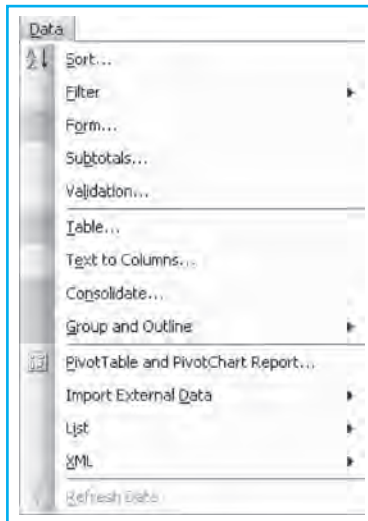 Data
Sort...
Filter
Form...
Subtotals...
Validation...
Table...
Text to Columns...
Consolidate...
Group and Outline
PivotTable and PivotChart Report...
Import External Data
List
XML
Refresh Data